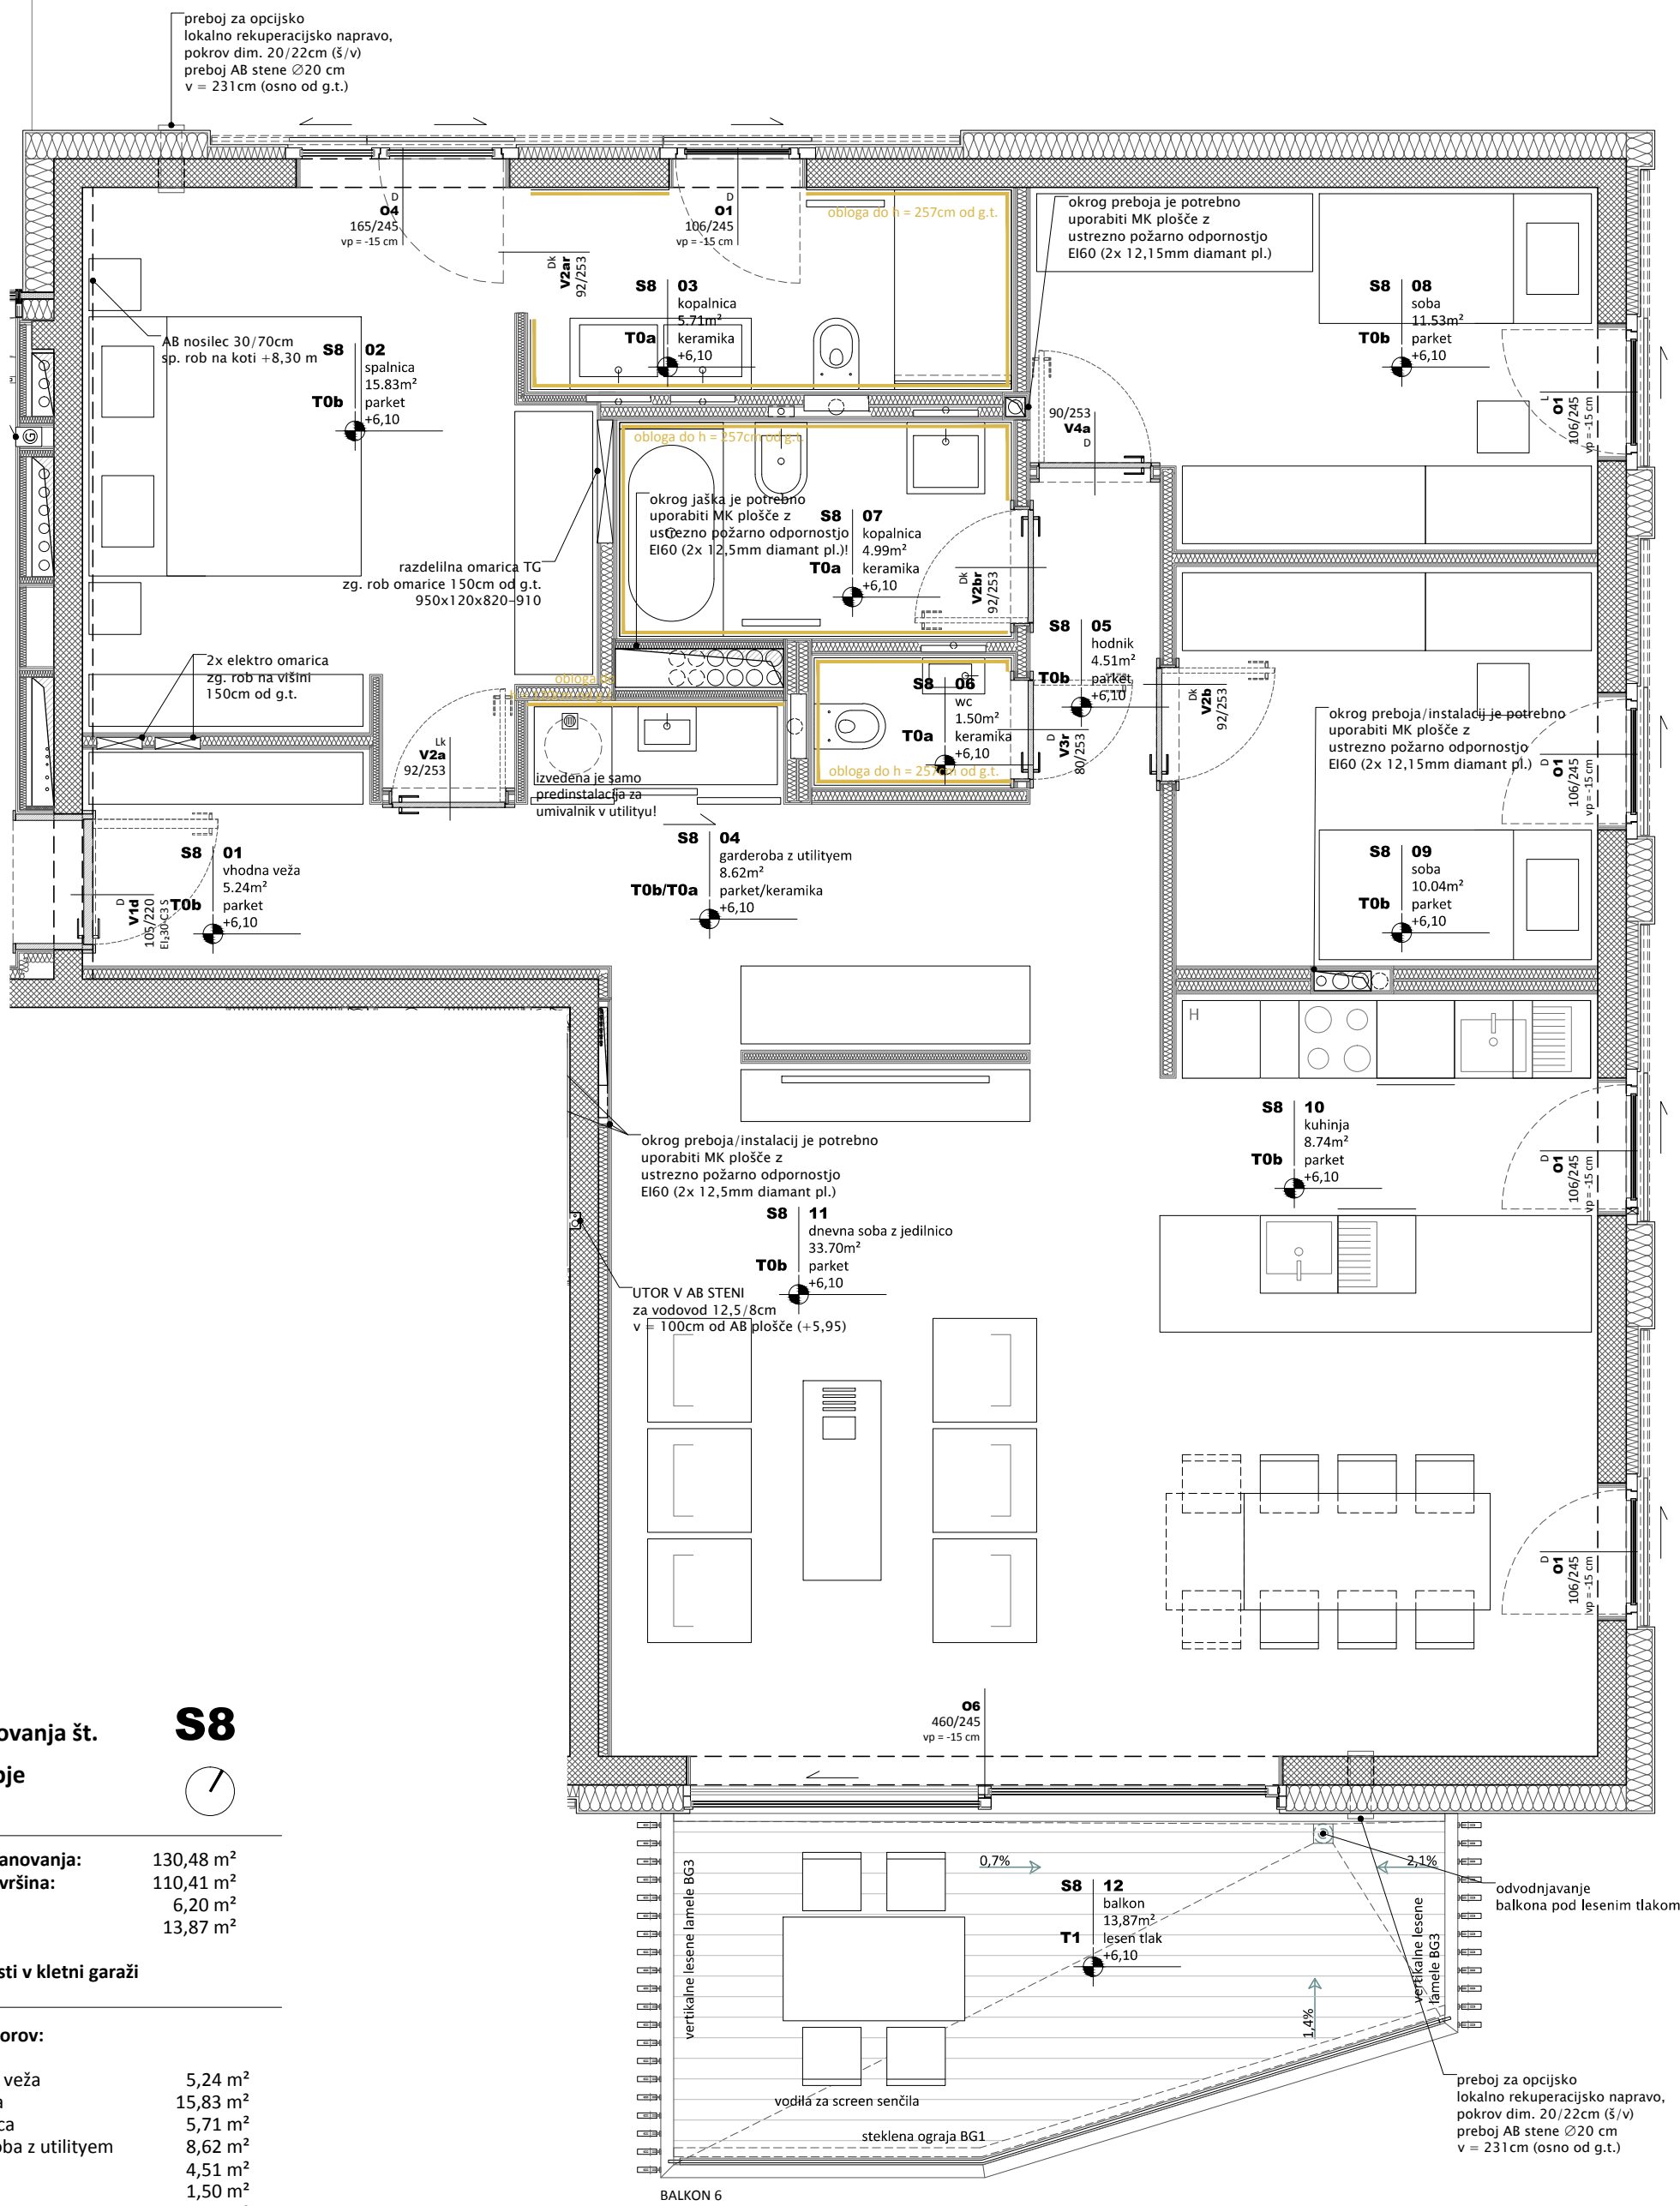 preboj za opcijsko
lokalno rekuperacijsko napravo,
pokrov dim. 20/22cm (š/v)
preboj AB stene ∅20 cm
v = 231cm (osno od g.t.)
D
O4
165/245
vp = -15 cm
D
O1
106/245
vp = -15 cm
obloga do h = 257cm od g.t.
okrog preboja je potrebno
uporabiti MK plošče z
ustrezno požarno odpornostjo
EI60 (2x 12,15mm diamant pl.)
Dk
V2ar
92/253
S8 03
kopalnica
5.71m²
T0a keramika
+6,10
S8 08
soba
11.53m²
T0b parket
+6,10
AB nosilec 30/70cm
sp. rob na koti +8,30 m
S8 02
spalnica
15.83m²
T0b parket
+6,10
G
L
O1
106/245
vp = -15 cm
90/253
V4a
D
obloga do h = 257cm od g.t.
okrog jaška je potrebno
uporabiti MK plošče z
ustrezno požarno odpornostjo
EI60 (2x 12,5mm diamant pl.)!
S8 07
kopalnica
4.99m²
T0a keramika
+6,10
razdelilna omarica TG
zg. rob omarice 150cm od g.t.
950x120x820-910
Dk
V2br
92/253
S8 05
hodnik
4.51m²
T0b parket
+6,10
2x elektro omarica
zg. rob na višini
150cm od g.t.
obloga do
S8 06
wc
1.50m²
T0a keramika
+6,10
obloga do h = 257cm od g.t.
D
V3r
80/253
Dk
V2b
92/253
okrog preboja/instalacij je potrebno
uporabiti MK plošče z
ustrezno požarno odpornostjo
EI60 (2x 12,15mm diamant pl.)
D
O1
106/245
vp = -15 cm
Lk
V2a
92/253
izvedena je samo
predinstalacija za
umivalnik v utilityu!
S8 04
garderoba z utilityem
8.62m²
T0b/T0a parket/keramika
+6,10
S8 01
vhodna veža
5.24m²
T0b parket
+6,10
D
V1d
105/220
EI₂30-C3 S
S8 09
soba
10.04m²
T0b parket
+6,10
H
S8 10
kuhinja
8.74m²
T0b parket
+6,10
D
O1
106/245
vp = -15 cm
okrog preboja/instalacij je potrebno
uporabiti MK plošče z
ustrezno požarno odpornostjo
EI60 (2x 12,5mm diamant pl.)
S8 11
dnevna soba z jedilnico
33.70m²
T0b parket
+6,10
UTOR V AB STENI
za vodovod 12,5/8cm
v = 100cm od AB plošče (+5,95)
D
O1
106/245
vp = -15 cm
O6
460/245
vp = -15 cm
ovanja št. S8
oje
anovanja: 130,48 m²
vršina: 110,41 m²
6,20 m²
13,87 m²
sti v kletni garaži
orov:
veža 5,24 m²
a 15,83 m²
ca 5,71 m²
oba z utilityem 8,62 m²
4,51 m²
1,50 m²
vertikalne lesene lamele BG3
0,7%
2,1%
S8 12
balkon
13,87m²
T1 lesen tlak
+6,10
vertikalne lesene
lamele BG3
1,4%
odvodnjavanje
balkona pod lesenim tlakom
vodila za screen senčila
steklena ograja BG1
BALKON 6
preboj za opcijsko
lokalno rekuperacijsko napravo,
pokrov dim. 20/22cm (š/v)
preboj AB stene ∅20 cm
v = 231cm (osno od g.t.)